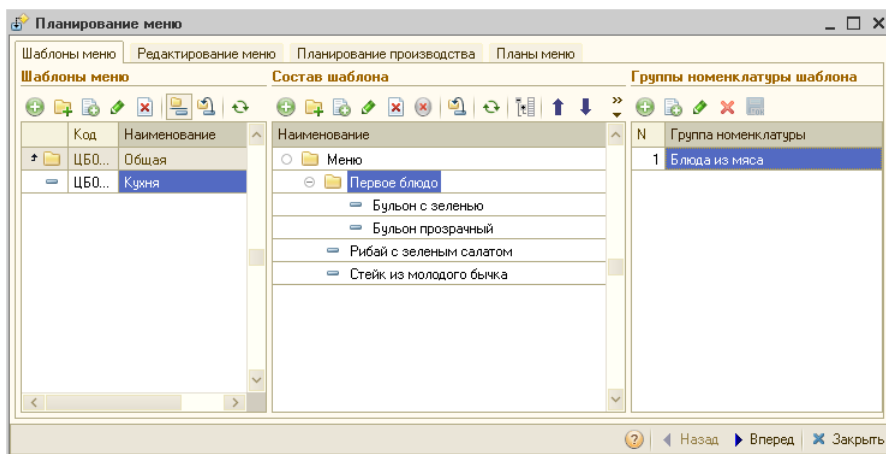 Планирование меню
Шаблоны меню Редактирование меню Планирование производства Планы меню
Шаблоны меню Состав шаблона Группы номенклатуры шаблона
Код Наименование Наименование N Группа номенклатуры
ЦБ0... Общая Меню 1 Блюда из мяса
ЦБ0... Кухня Первое блюдо
Бульон с зеленью
Бульон прозрачный
Рибай с зеленым салатом
Стейк из молодого бычка
? Назад Вперед Закрыть